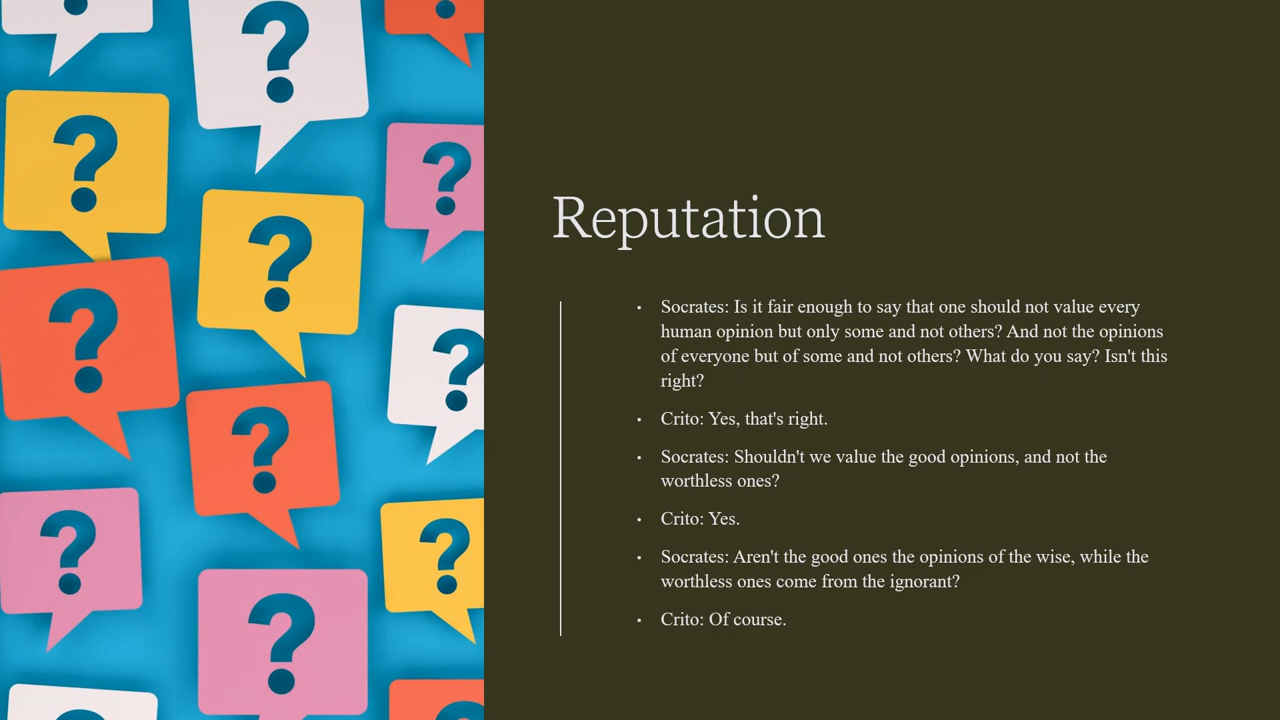 Reputation
• Socrates: Is it fair enough to say that one should not value every
human opinion but only some and not others? And not the opinions
of everyone but of some and not others? What do you say? Isn't this
right?
• Crito: Yes, that's right.
• Socrates: Shouldn't we value the good opinions, and not the
worthless ones?
• Crito: Yes.
• Socrates: Aren't the good ones the opinions of the wise, while the
worthless ones come from the ignorant?
• Crito: Of course.